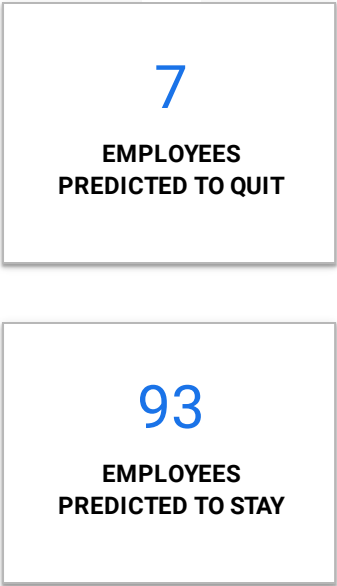 7
EMPLOYEES
PREDICTED TO QUIT
93
EMPLOYEES
PREDICTED TO STAY